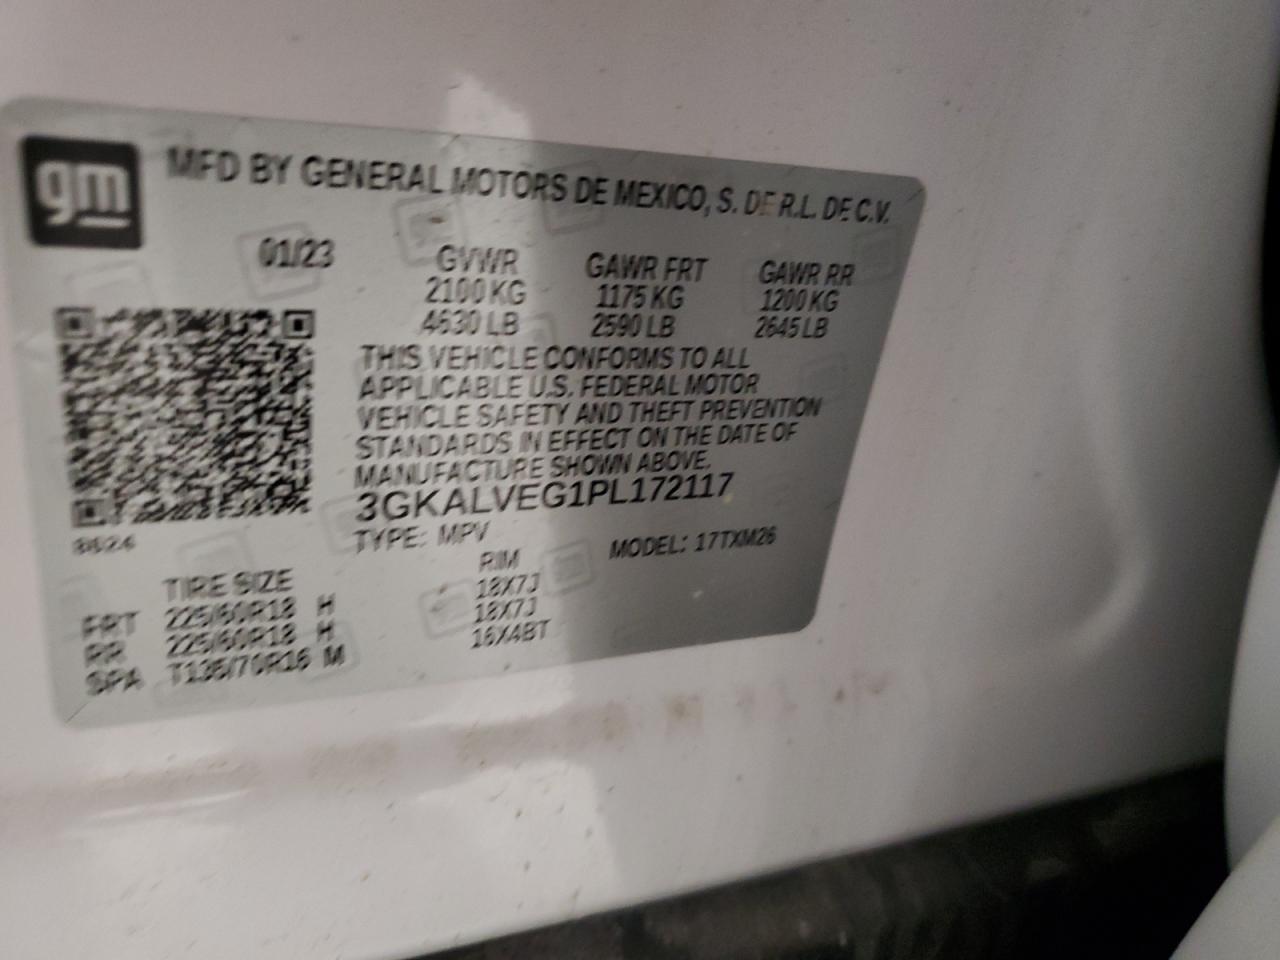 gm
MFD BY GENERAL MOTORS DE MEXICO, S. DE R.L. DE C.V.
01/23 GVWR GAWR FRT GAWR RR
2100 KG 1175 KG 1200 KG
4630 LB 2590 LB 2645 LB
THIS VEHICLE CONFORMS TO ALL
APPLICABLE U.S. FEDERAL MOTOR
VEHICLE SAFETY AND THEFT PREVENTION
STANDARDS IN EFFECT ON THE DATE OF
MANUFACTURE SHOWN ABOVE.
3GKALVEG1PL172117
TYPE: MPV MODEL: 17TXM26
TIRE SIZE RIM
FRT 225/60R18 H 18X7J
RR 225/60R18 H 18X7J
SPA T135/70R16 M 16X4BT